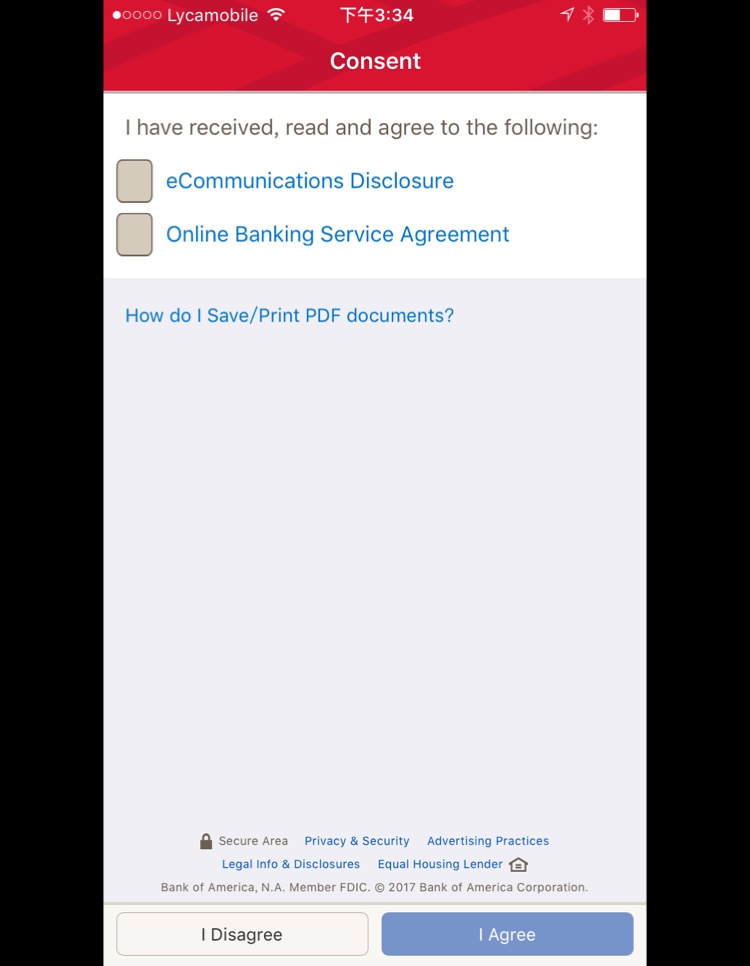 Lycamobile 下午3:34
Consent
I have received, read and agree to the following:
eCommunications Disclosure
Online Banking Service Agreement
How do I Save/Print PDF documents?
Secure Area Privacy & Security Advertising Practices
Legal Info & Disclosures Equal Housing Lender
Bank of America, N.A. Member FDIC. © 2017 Bank of America Corporation.
I Disagree I Agree